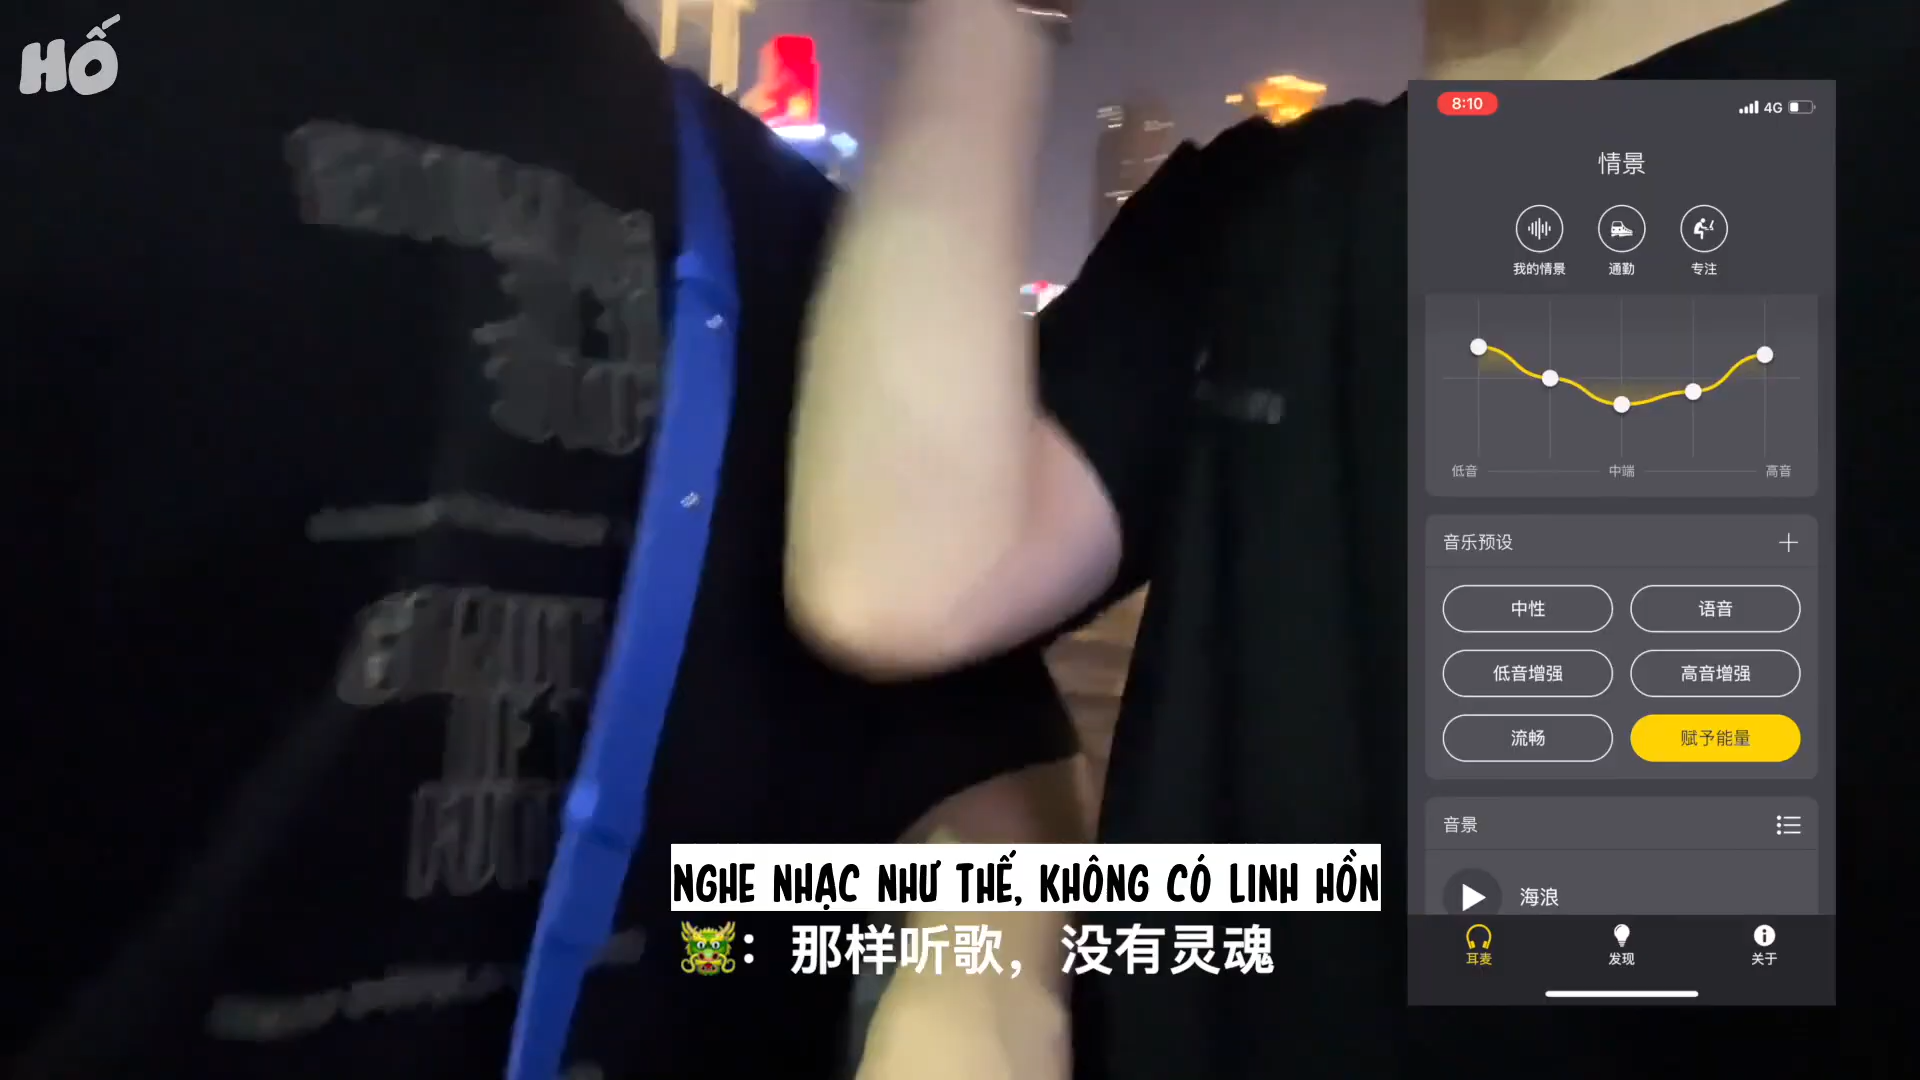 HỐ
8:10
4G
情景
我的情景
通勤
专注
低音
中端
高音
音乐预设
中性
语音
低音增强
高音增强
流畅
赋予能量
音景
海浪
耳麦
发现
关于
NGHE NHẠC NHƯ THẾ, KHÔNG CÓ LINH HỒN
🐲：那样听歌，没有灵魂